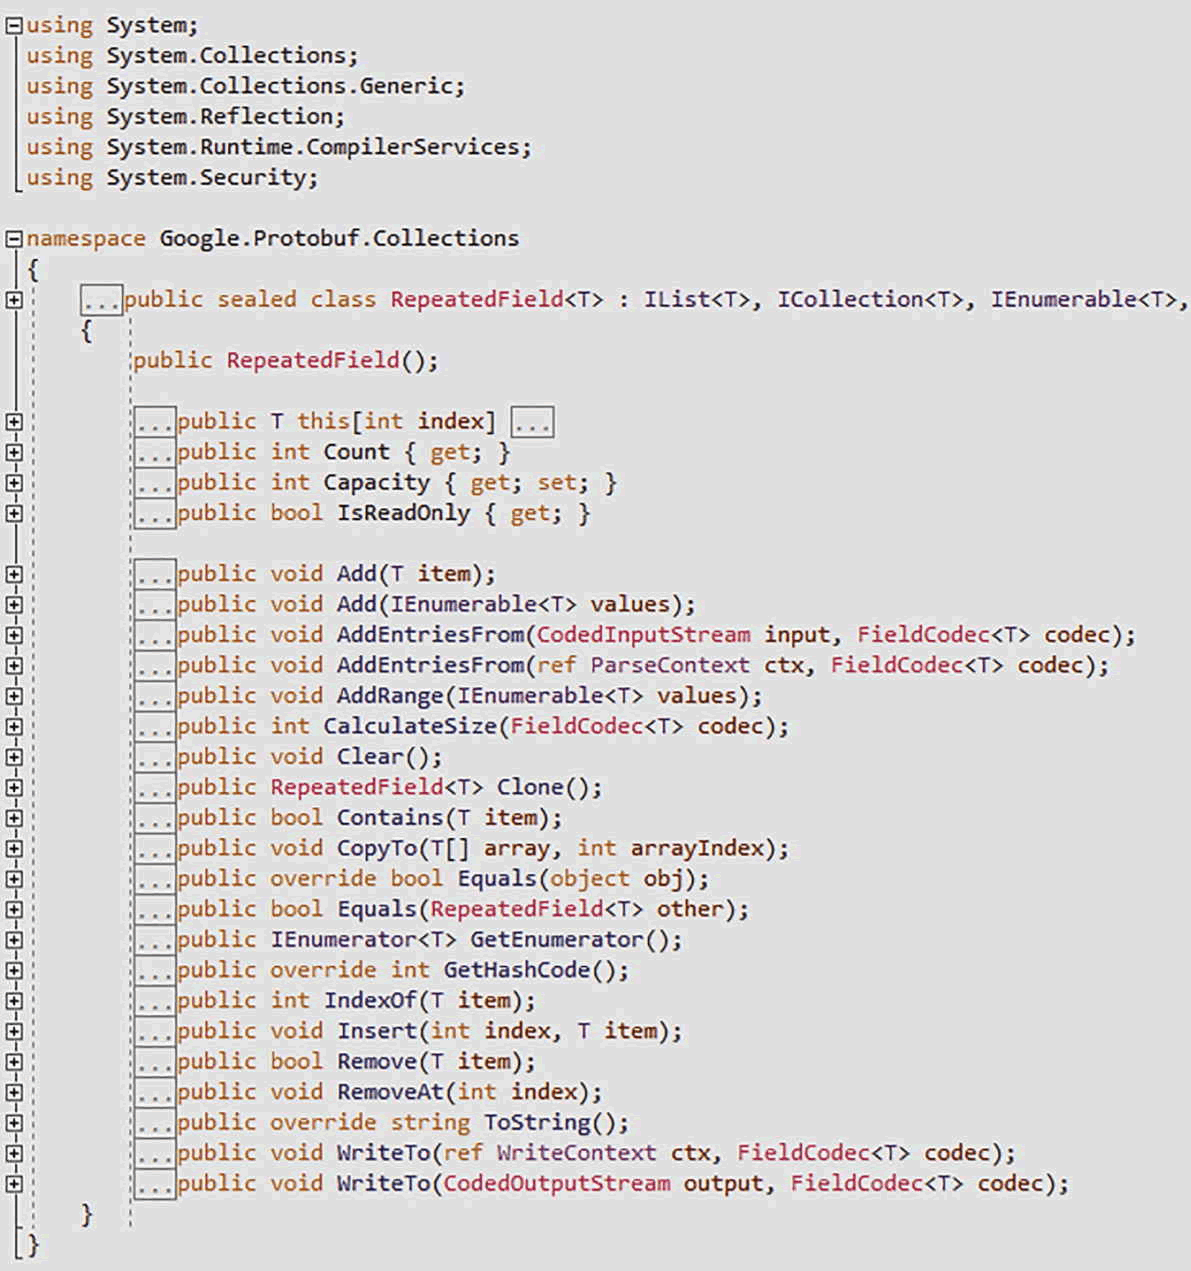 using System;
using System.Collections;
using System.Collections.Generic;
using System.Reflection;
using System.Runtime.CompilerServices;
using System.Security;
namespace Google.Protobuf.Collections
{
...public sealed class RepeatedField<T> : IList<T>, ICollection<T>, IEnumerable<T>,
{
public RepeatedField();
...public T this[int index] ...
...public int Count { get; }
...public int Capacity { get; set; }
...public bool IsReadOnly { get; }
...public void Add(T item);
...public void Add(IEnumerable<T> values);
...public void AddEntriesFrom(CodedInputStream input, FieldCodec<T> codec);
...public void AddEntriesFrom(ref ParseContext ctx, FieldCodec<T> codec);
...public void AddRange(IEnumerable<T> values);
...public int CalculateSize(FieldCodec<T> codec);
...public void Clear();
...public RepeatedField<T> Clone();
...public bool Contains(T item);
...public void CopyTo(T[] array, int arrayIndex);
...public override bool Equals(object obj);
...public bool Equals(RepeatedField<T> other);
...public IEnumerator<T> GetEnumerator();
...public override int GetHashCode();
...public int IndexOf(T item);
...public void Insert(int index, T item);
...public bool Remove(T item);
...public void RemoveAt(int index);
...public override string ToString();
...public void WriteTo(ref WriteContext ctx, FieldCodec<T> codec);
...public void WriteTo(CodedOutputStream output, FieldCodec<T> codec);
}
}